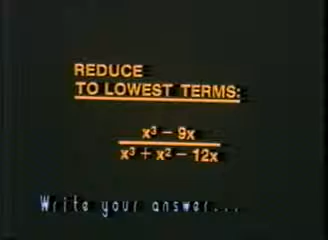 REDUCE
TO LOWEST TERMS:
x³ − 9x
x³ + x² − 12x
Write your answer...